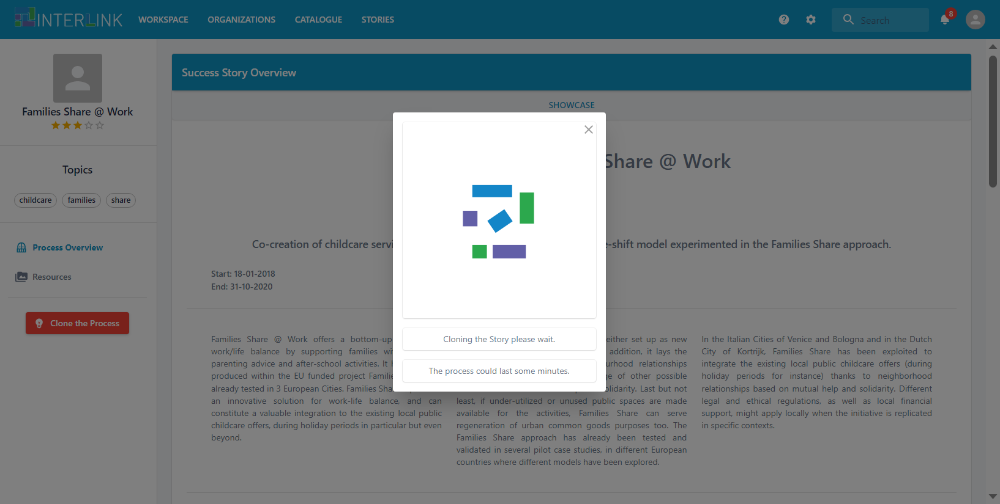 INTERLINK WORKSPACE ORGANIZATIONS CATALOGUE STORIES Search 8
Families Share @ Work
Topics
childcare families share
Process Overview
Resources
Clone the Process
Success Story Overview
SHOWCASE
Share @ Work
Co-creation of childcare servi
e-shift model experimented in the Families Share approach.
Start: 18-01-2018
End: 31-10-2020
Families Share @ Work offers a bottom-up
work/life balance by supporting families wi
parenting advice and after-school activities. It
produced within the EU funded project Familie
already tested in 3 European Cities. Families Sha
an innovative solution for work-life balance, and can
constitute a valuable integration to the existing local public
childcare offers, during holiday periods in particular but even
beyond.
either set up as new
addition, it lays the
urhood relationships
e of other possible
olidarity. Last but not
least, if under-utilized or unused public spaces are made
available for the activities, Families Share can serve
regeneration of urban common goods purposes too. The
Families Share approach has already been tested and
validated in several pilot case studies, in different European
countries where different models have been explored.
In the Italian Cities of Venice and Bologna and in the Dutch
City of Kortrijk, Families Share has been exploited to
integrate the existing local public childcare offers (during
holiday periods for instance) thanks to neighborhood
relationships based on mutual help and solidarity. Different
legal and ethical regulations, as well as local financial
support, might apply locally when the initiative is replicated
in specific contexts.
Cloning the Story please wait.
The process could last some minutes.